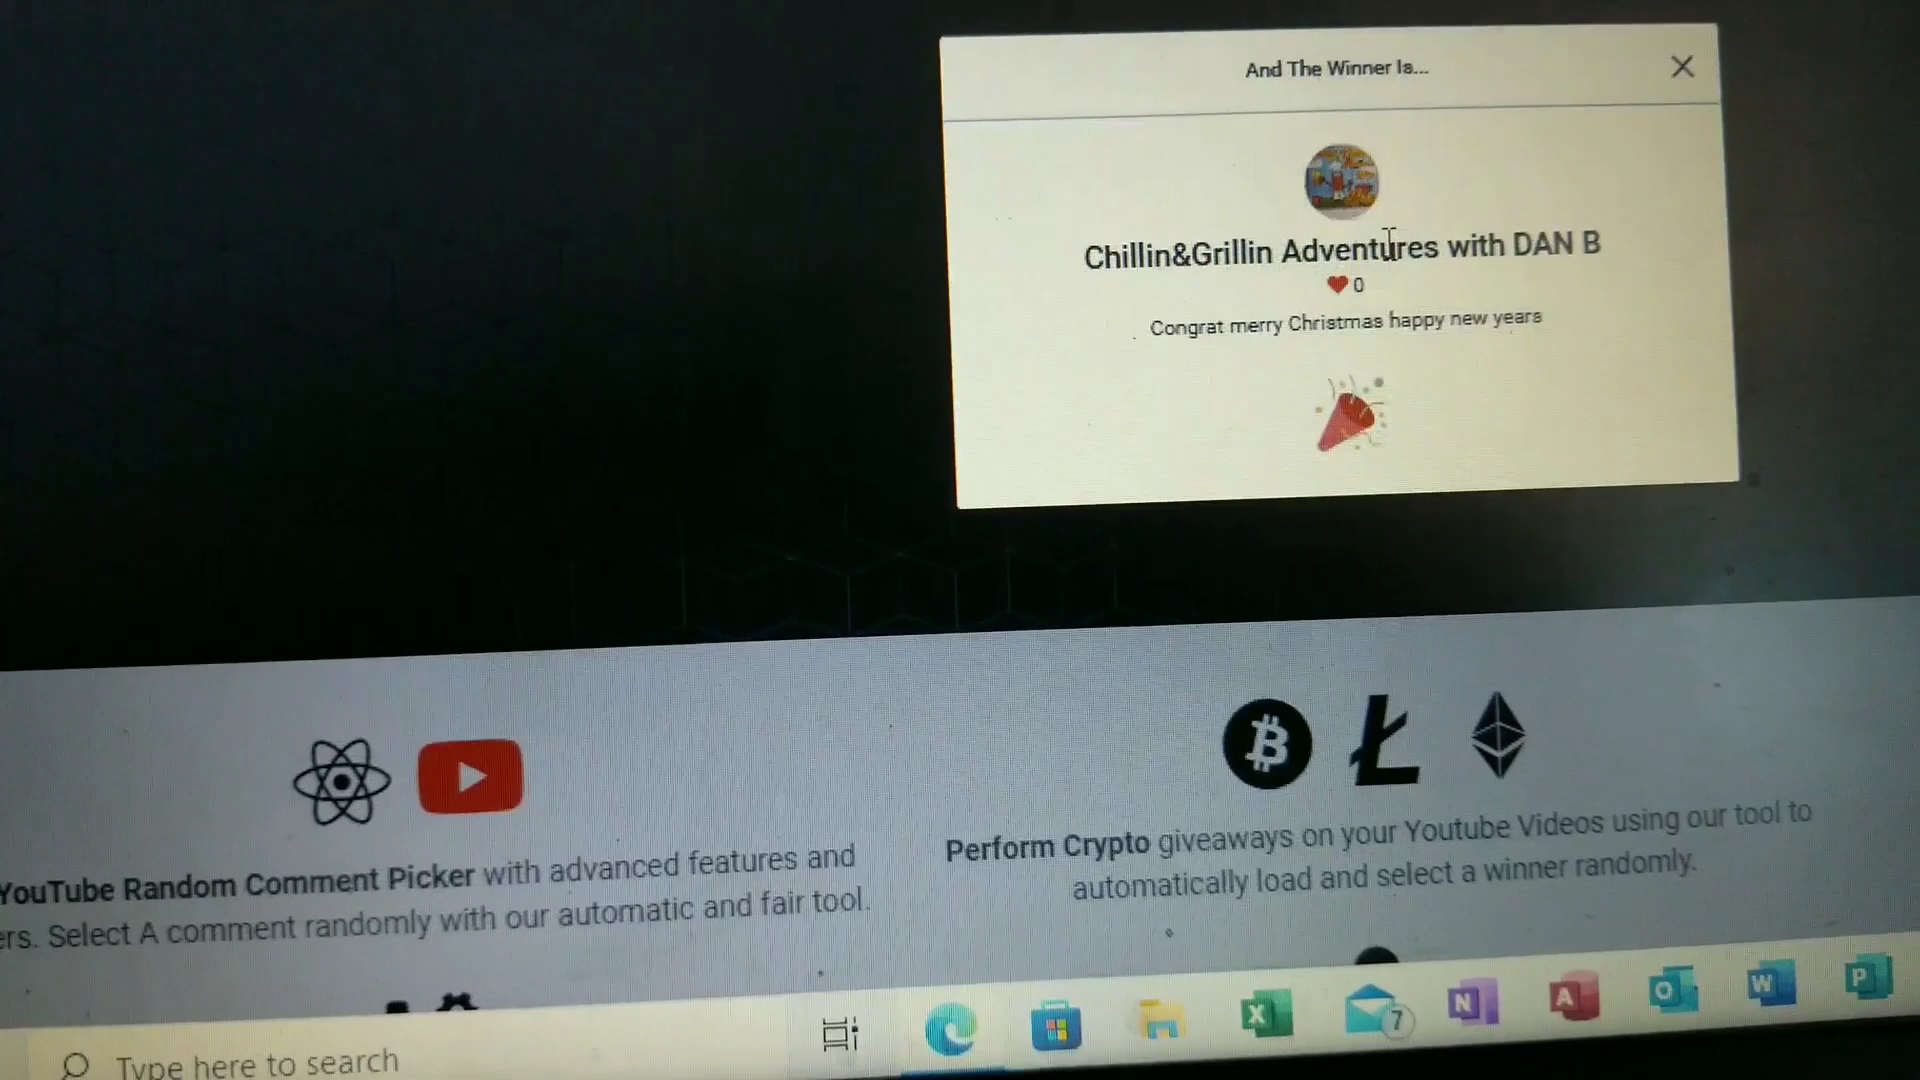 And The Winner Is...
Chillin&Grillin Adventures with DAN B
0
Congrat merry Christmas happy new years
YouTube Random Comment Picker with advanced features and
ers. Select A comment randomly with our automatic and fair tool.
Perform Crypto giveaways on your Youtube Videos using our tool to
automatically load and select a winner randomly.
Type here to search
X
7
N
A
O
W
P